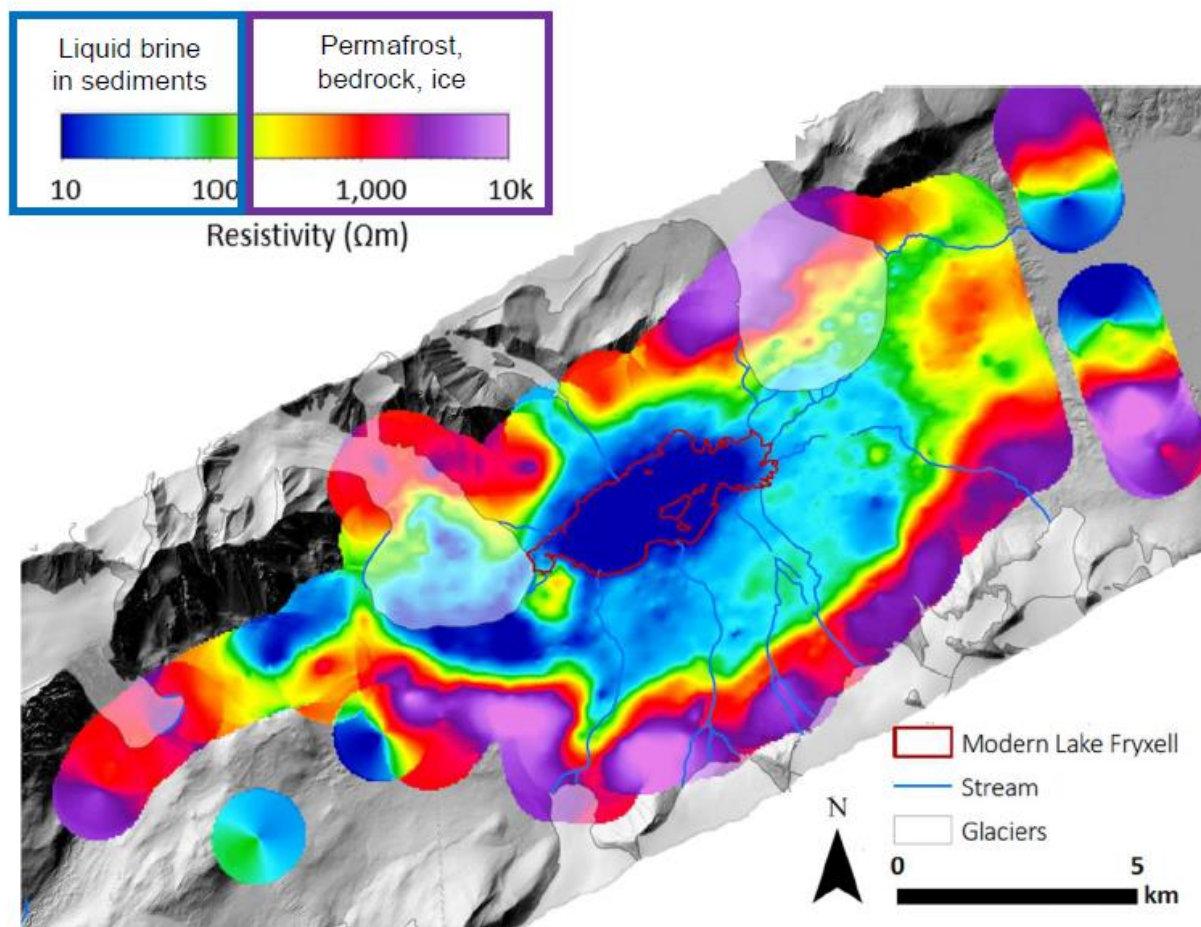 Liquid brine
in sediments
Permafrost,
bedrock, ice
10 100 1,000 10k
Resistivity (Ωm)
Modern Lake Fryxell
Stream
Glaciers
N
0 5
km